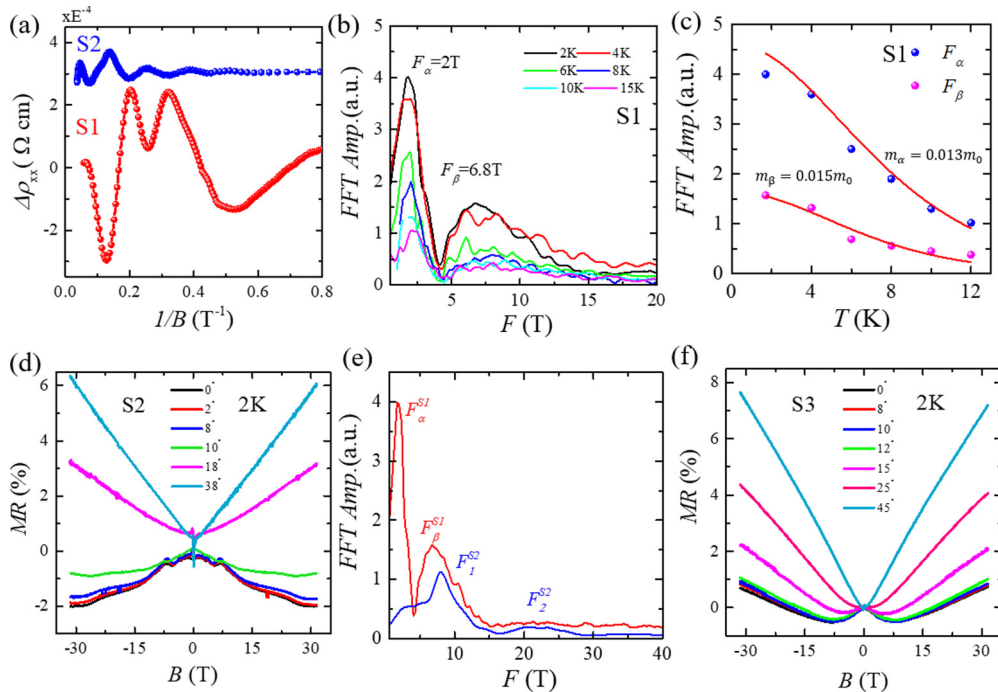 (a)
xE-4
S2
S1
Δρxx ( Ω cm)
4
2
0
-2
-4
0.0 0.2 0.4 0.6 0.8
1/B (T⁻¹)
(b)
Fα=2T
Fβ=6.8T
2K 4K
6K 8K
10K 15K
S1
FFT Amp.(a.u.)
5
4
3
2
1
0
5 10 15 20
F (T)
(c)
S1
Fα
Fβ
mα = 0.013m₀
mβ = 0.015m₀
FFT Amp.(a.u.)
5
4
3
2
1
0
0 4 8 12
T (K)
(d)
S2 2K
0°
2°
8°
10°
18°
38°
MR (%)
6
4
2
0
-2
-30 -15 0 15 30
B (T)
(e)
FαS1
FβS1
F1S2
F2S2
FFT Amp.(a.u.)
5
4
3
2
1
0
10 20 30 40
F (T)
(f)
S3 2K
0°
8°
10°
12°
15°
25°
45°
MR (%)
8
6
4
2
0
-30 -15 0 15 30
B (T)